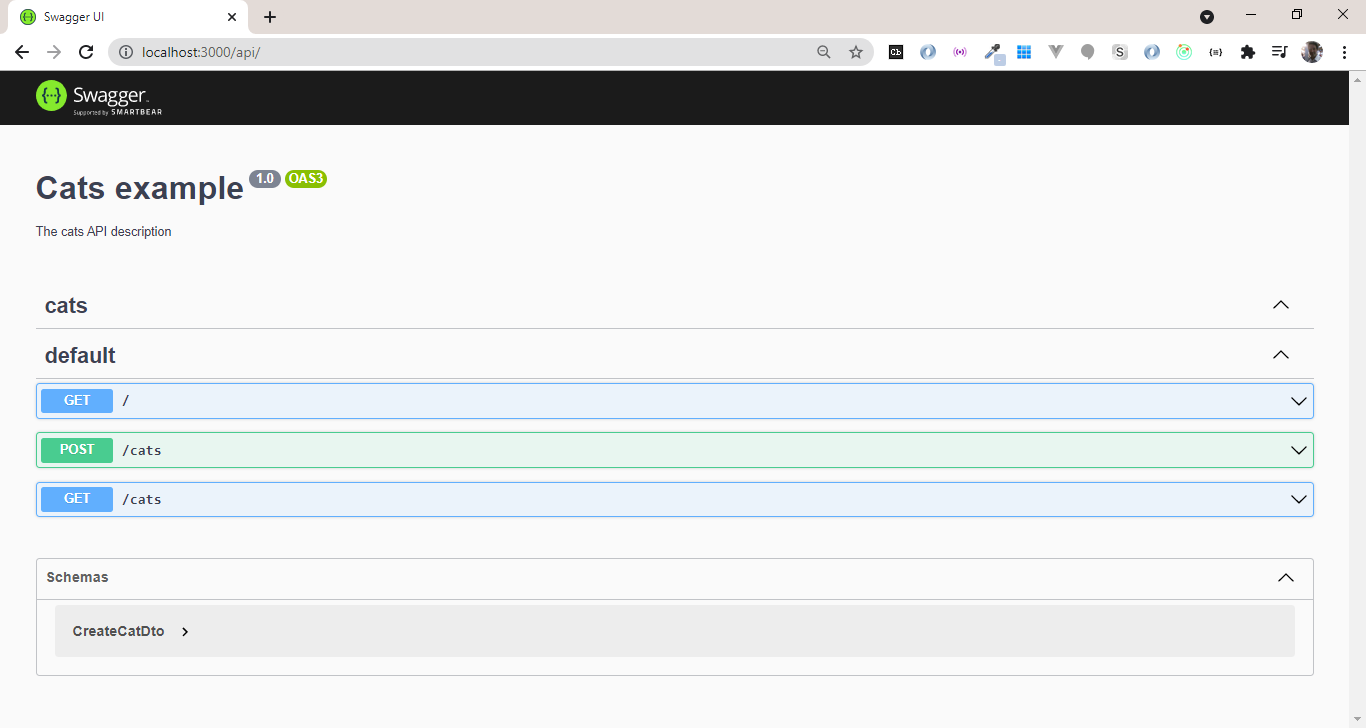 Swagger UI
localhost:3000/api/
Cb
S
Swagger
Supported by SMARTBEAR
Cats example 1.0 OAS3
The cats API description
cats
default
GET /
POST /cats
GET /cats
Schemas
CreateCatDto